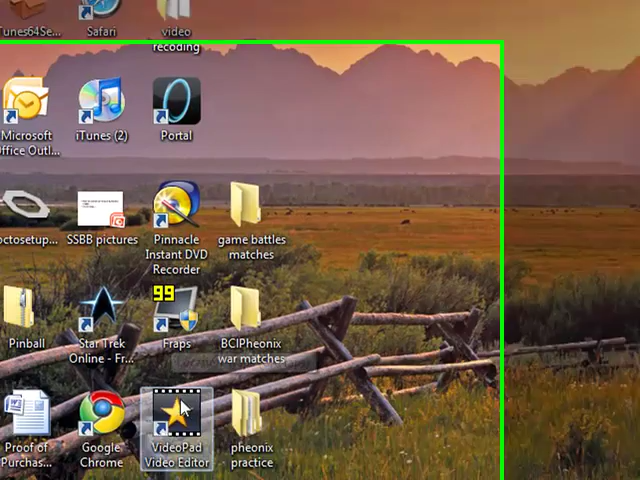 Tunes64Se...
Safari
video
recoding
Microsoft
Office Outl...
iTunes (2)
Portal
octosetup...
SSBB pictures
Pinnacle
Instant DVD
Recorder
game battles
matches
99
Pinball
Star Trek
Online - Fr...
Fraps
BCIPheonix
war matches
Proof of
Purchas...
Google
Chrome
VideoPad
Video Editor
pheonix
practice